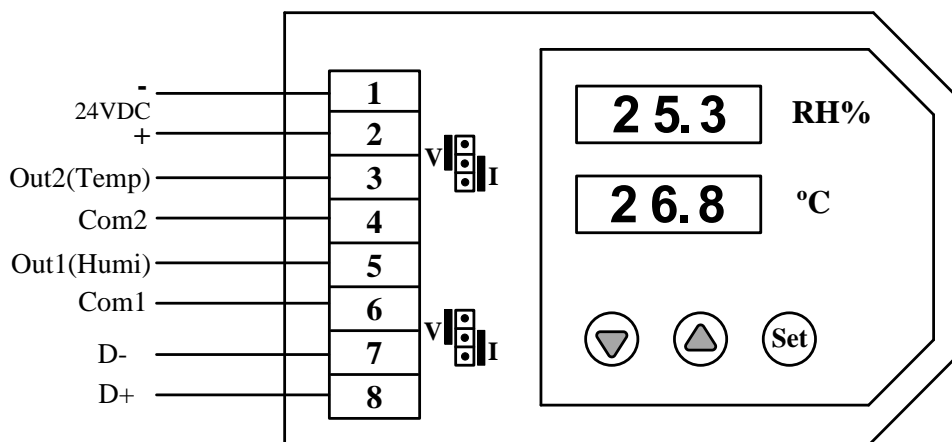 -
24VDC
+
Out2(Temp)
Com2
Out1(Humi)
Com1
D-
D+
1
2
3
4
5
6
7
8
V
I
V
I
25.3 RH%
26.8 ºC
Set